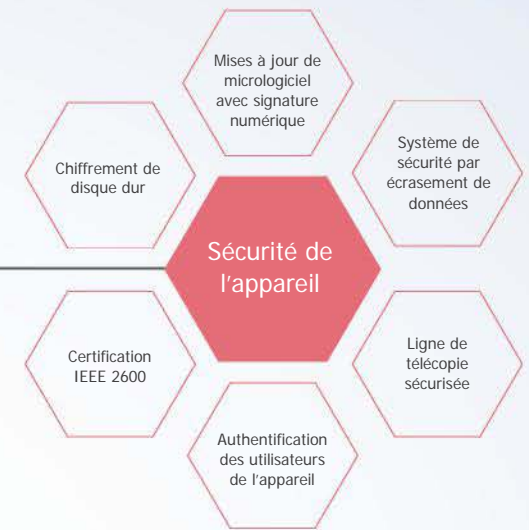 Mises à jour de
micrologiciel
avec signature
numérique
Système de
sécurité par
écrasement de
données
Chiffrement de
disque dur
Sécurité de
l'appareil
Certification
IEEE 2600
Ligne de
télécopie
sécurisée
Authentification
des utilisateurs
de l'appareil